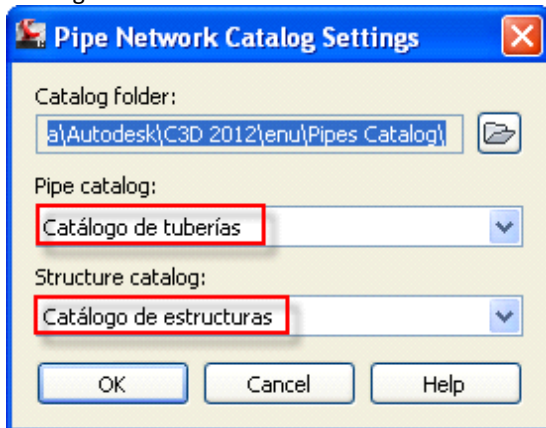 Pipe Network Catalog Settings
Catalog folder:
a\Autodesk\C3D 2012\enu\Pipes Catalog\
Pipe catalog:
Catálogo de tuberías
Structure catalog:
Catálogo de estructuras
OK Cancel Help